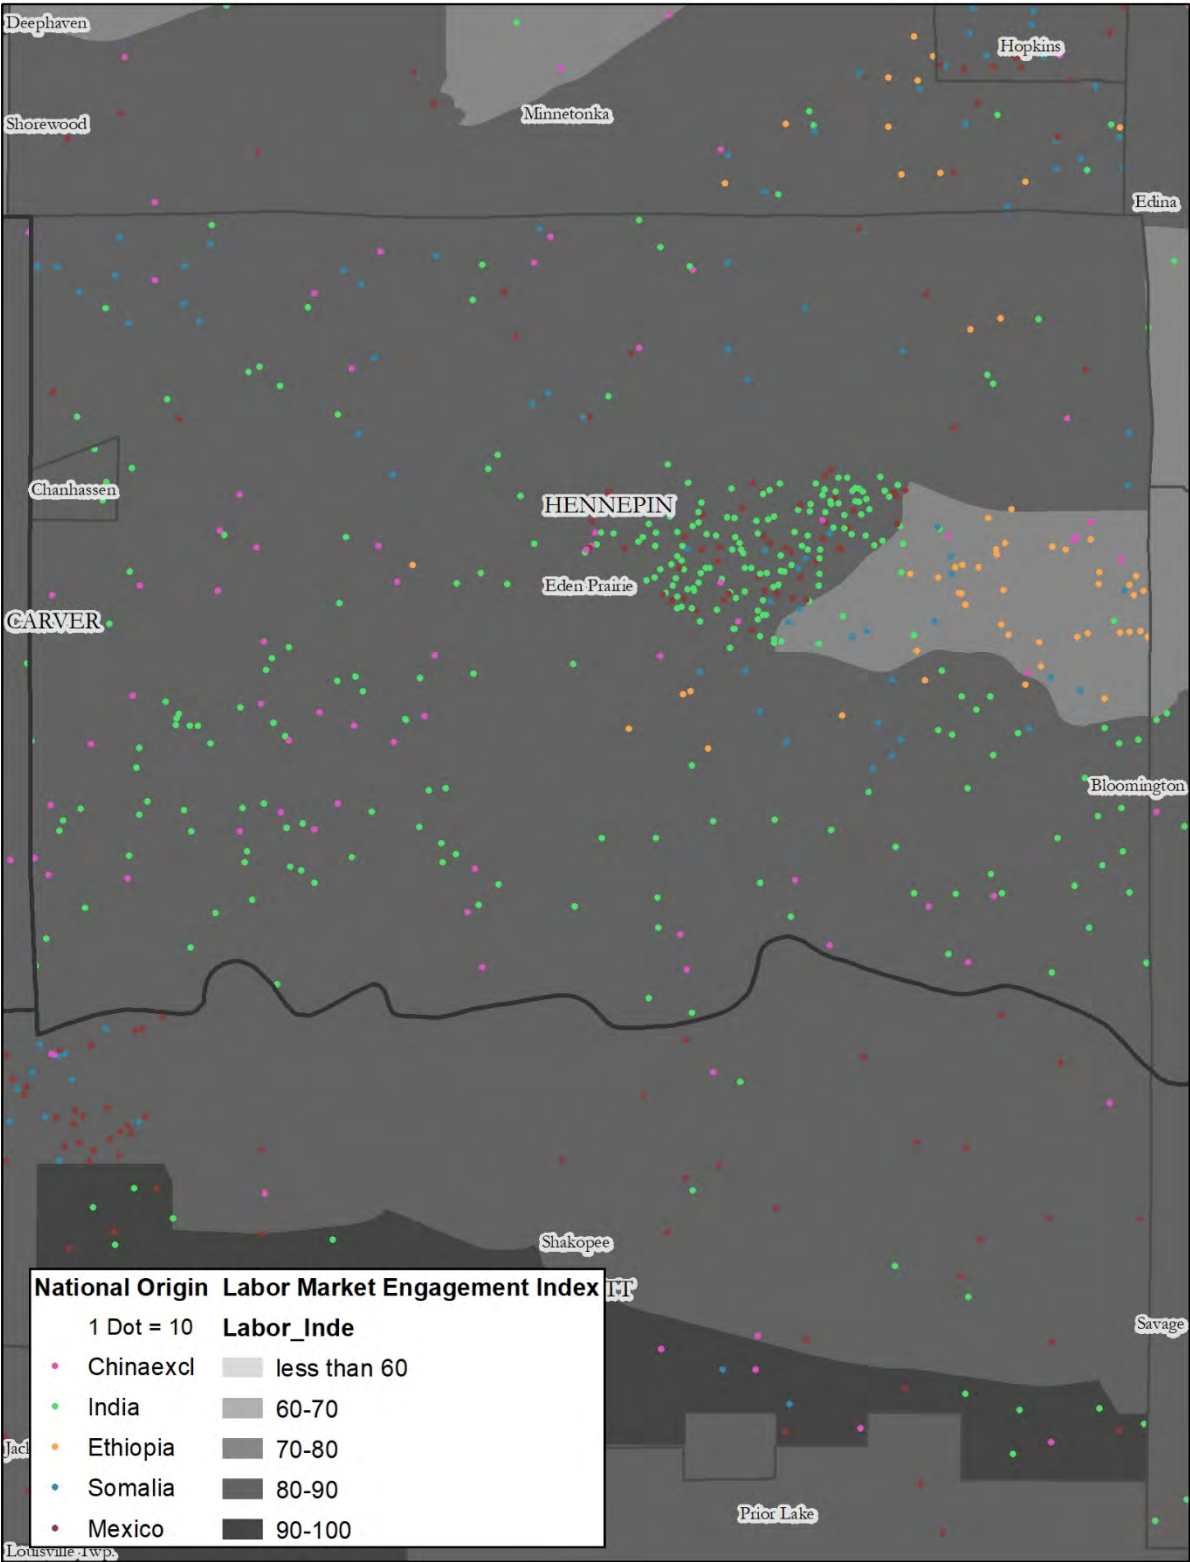 Deephaven
Hopkins
Minnetonka
Shorewood
Edina
Chanhassen
HENNEPIN
Eden Prairie
CARVER
Bloomington
Shakopee
TT
Savage
National Origin Labor Market Engagement Index
1 Dot = 10 Labor_Inde
Chinaexcl less than 60
India 60-70
Ethiopia 70-80
Somalia 80-90
Mexico 90-100
Jac
Prior Lake
Louisville Twp.